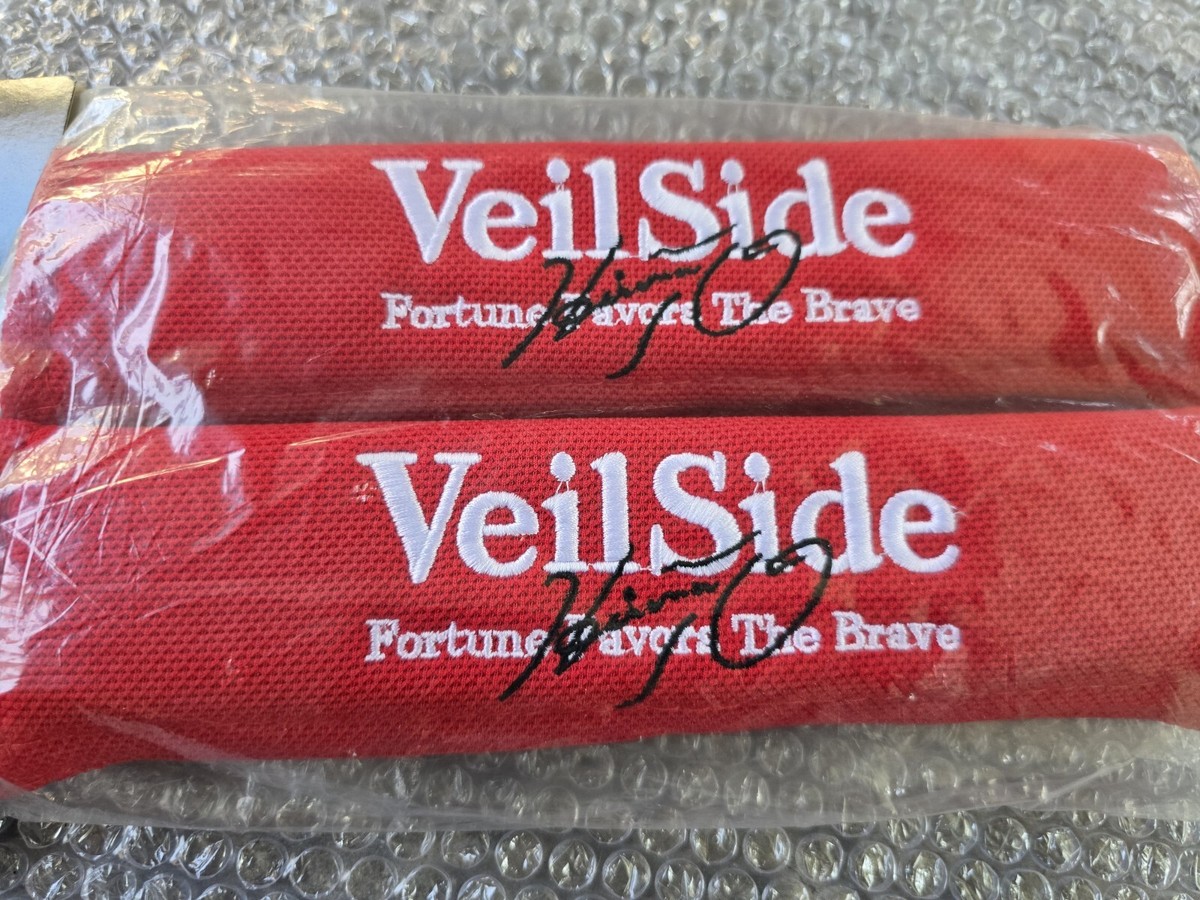 VeilSide
Fortune Favors The Brave
VeilSide
Fortune Favors The Brave